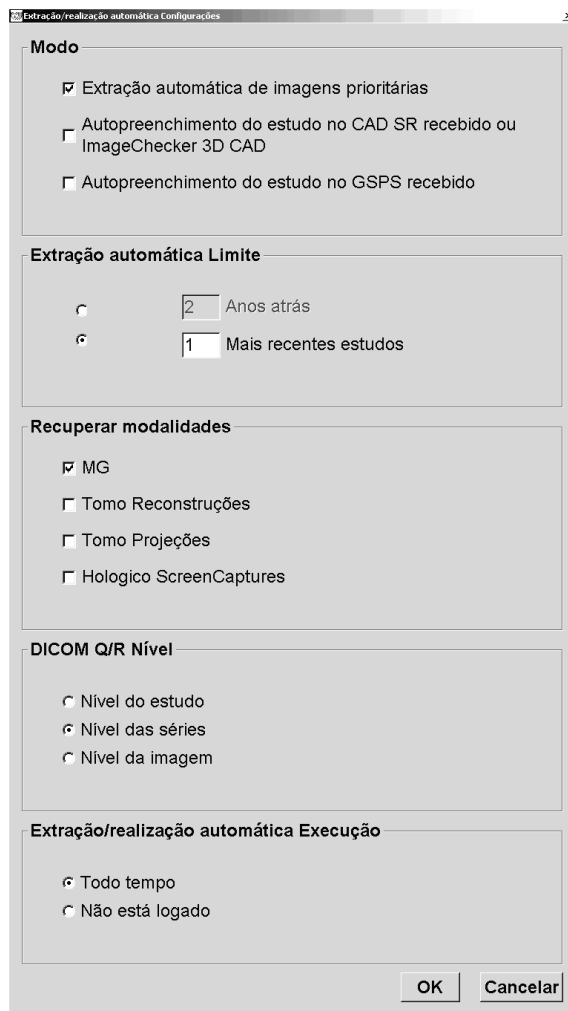 Extração/realização automática Configurações
Modo
Extração automática de imagens prioritárias
Autopreenchimento do estudo no CAD SR recebido ou
ImageChecker 3D CAD
Autopreenchimento do estudo no GSPS recebido
Extração automática Limite
2 Anos atrás
1 Mais recentes estudos
Recuperar modalidades
MG
Tomo Reconstruções
Tomo Projeções
Hologico ScreenCaptures
DICOM Q/R Nível
Nível do estudo
Nível das séries
Nível da imagem
Extração/realização automática Execução
Todo tempo
Não está logado
OK Cancelar